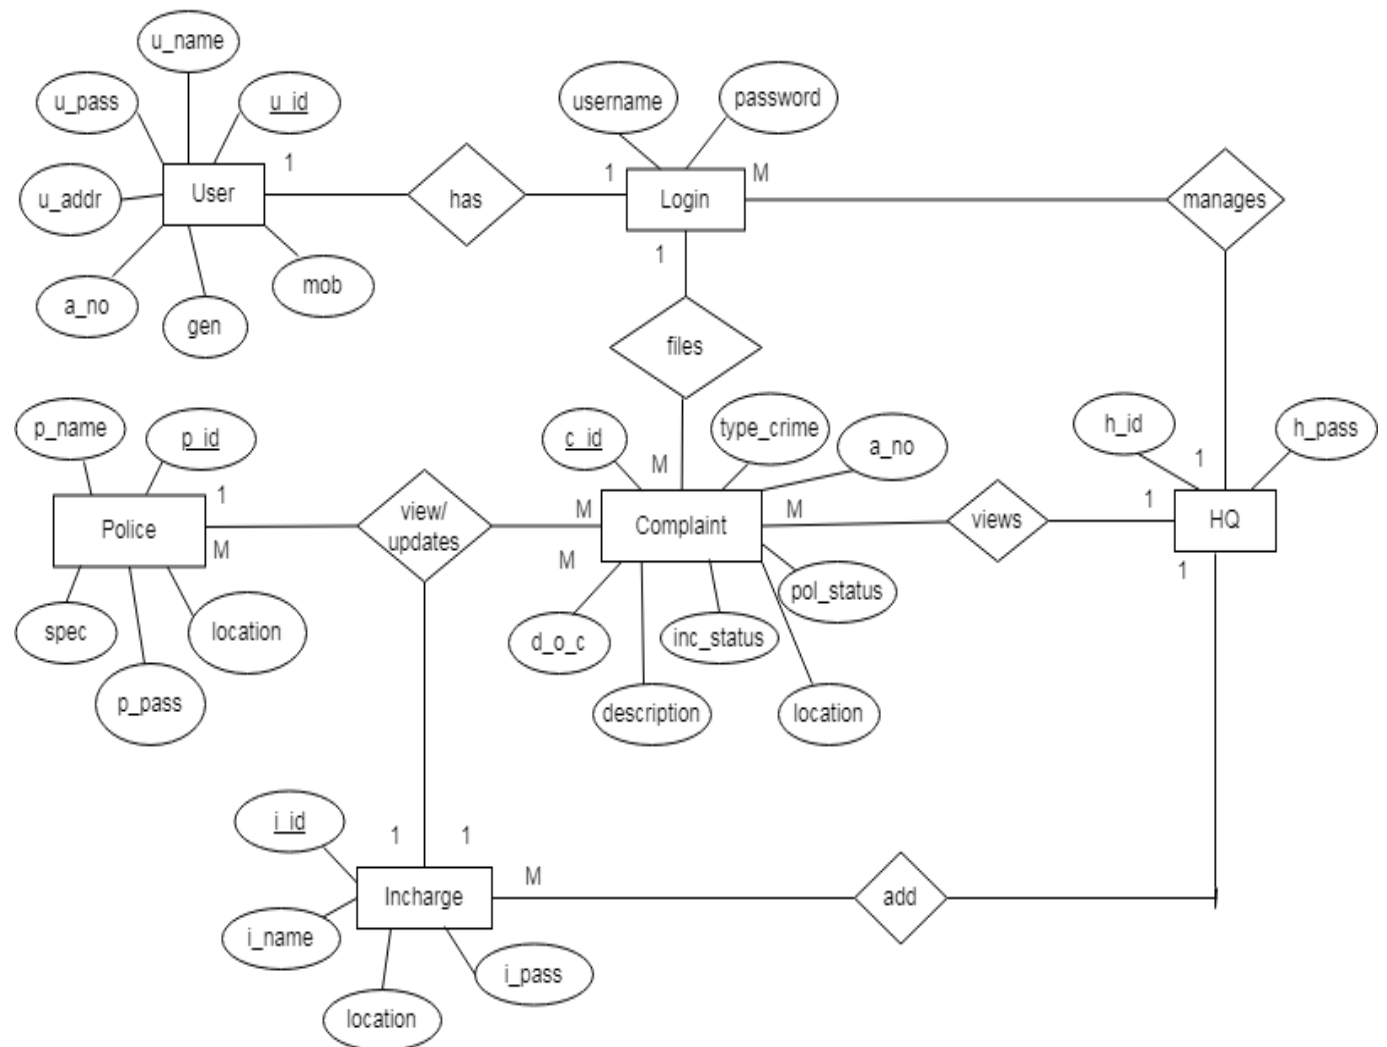 u_name
u_pass
u_id
username
password
1
1
M
u_addr
User
has
Login
manages
1
a_no
gen
mob
files
p_name
p_id
c_id
type_crime
a_no
h_id
h_pass
M
1
1
M
M
1
Police
view/
updates
Complaint
views
HQ
M
M
1
spec
location
d_o_c
inc_status
pol_status
p_pass
description
location
i_id
1
1
M
Incharge
add
i_name
i_pass
location